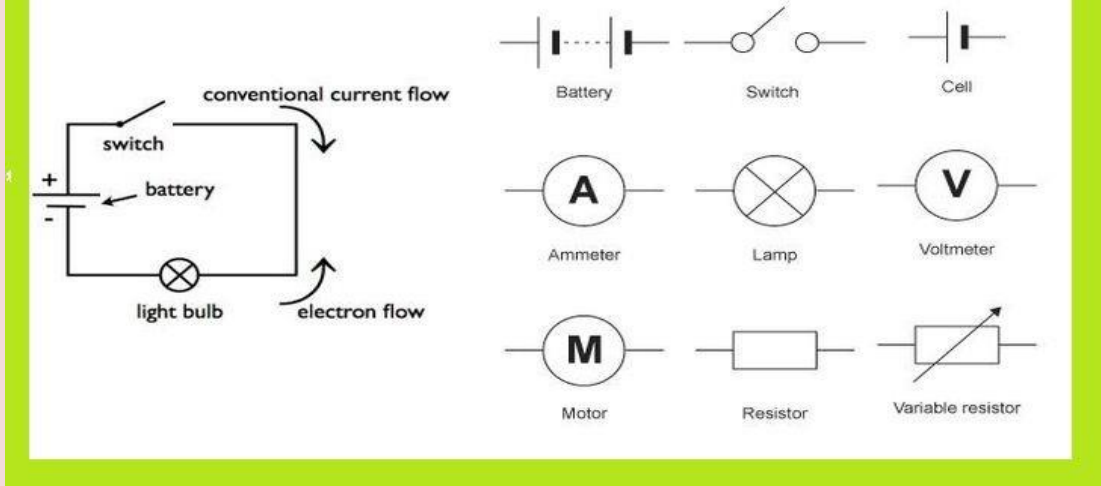 conventional current flow
switch
+
battery
-
light bulb
electron flow
Battery
Switch
Cell
A
Ammeter
Lamp
V
Voltmeter
M
Motor
Resistor
Variable resistor